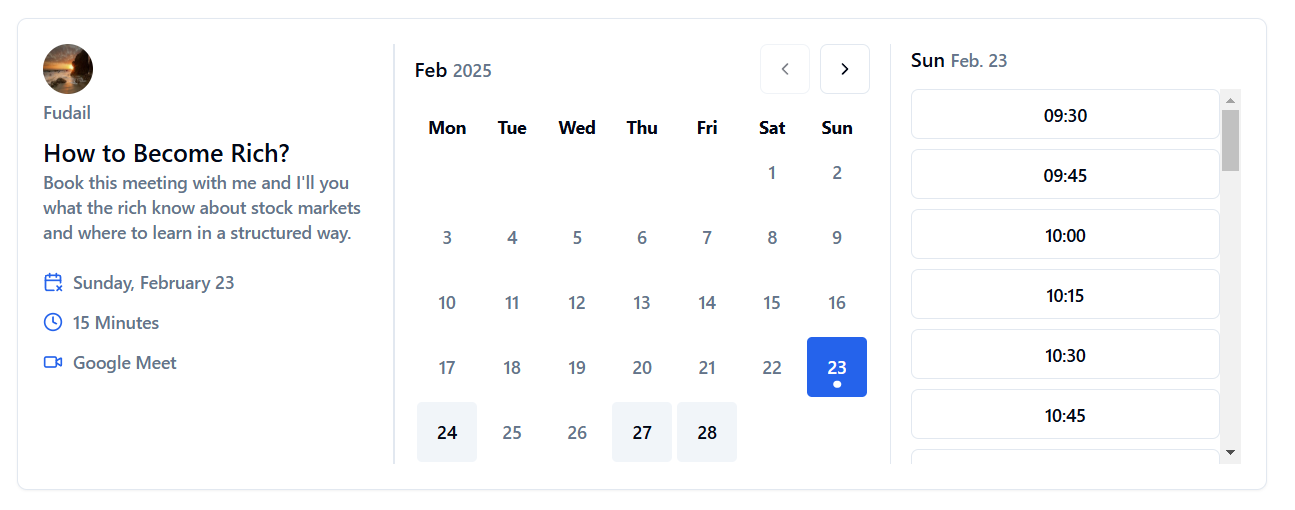 Fudail
How to Become Rich?
Book this meeting with me and I'll you
what the rich know about stock markets
and where to learn in a structured way.
Sunday, February 23
15 Minutes
Google Meet
Feb 2025
Mon Tue Wed Thu Fri Sat Sun
1 2
3 4 5 6 7 8 9
10 11 12 13 14 15 16
17 18 19 20 21 22 23
24 25 26 27 28
Sun Feb. 23
09:30
09:45
10:00
10:15
10:30
10:45